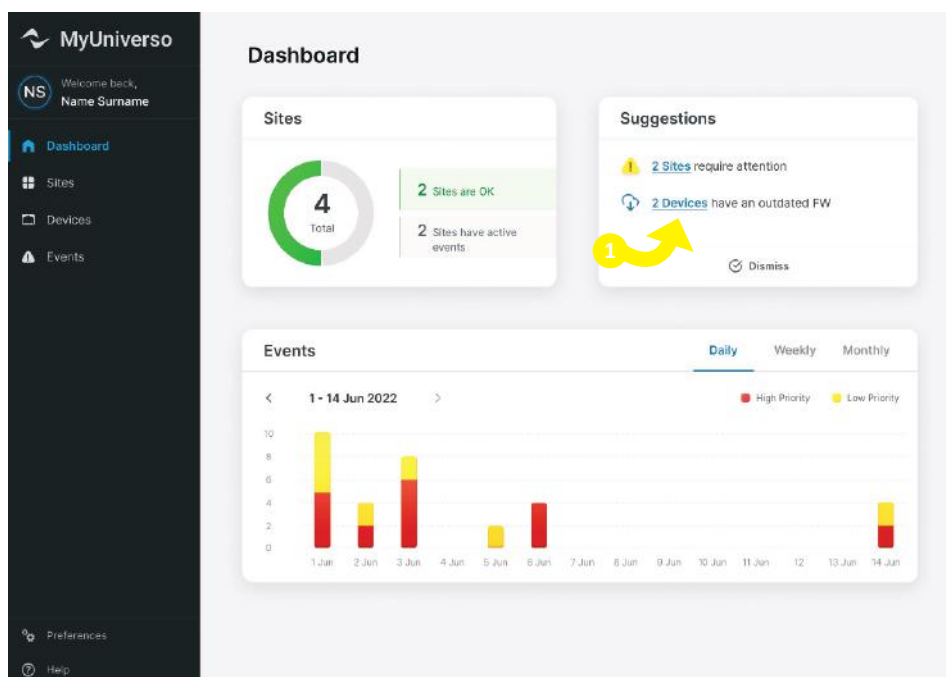 MyUniverso
NS
Welcome back,
Name Surname
Dashboard
Sites
Devices
Events
Preferences
Help
Dashboard
Sites
4
Total
2 Sites are OK
2 Sites have active
events
Suggestions
2 Sites require attention
2 Devices have an outdated FW
1
Dismiss
Events
Daily Weekly Monthly
< 1 - 14 Jun 2022 >
High Priority Low Priority
10
8
6
4
2
0
1 Jun 2 Jun 3 Jun 4 Jun 5 Jun 6 Jun 7 Jun 8 Jun 9 Jun 10 Jun 11 Jun 12 13 Jun 14 Jun